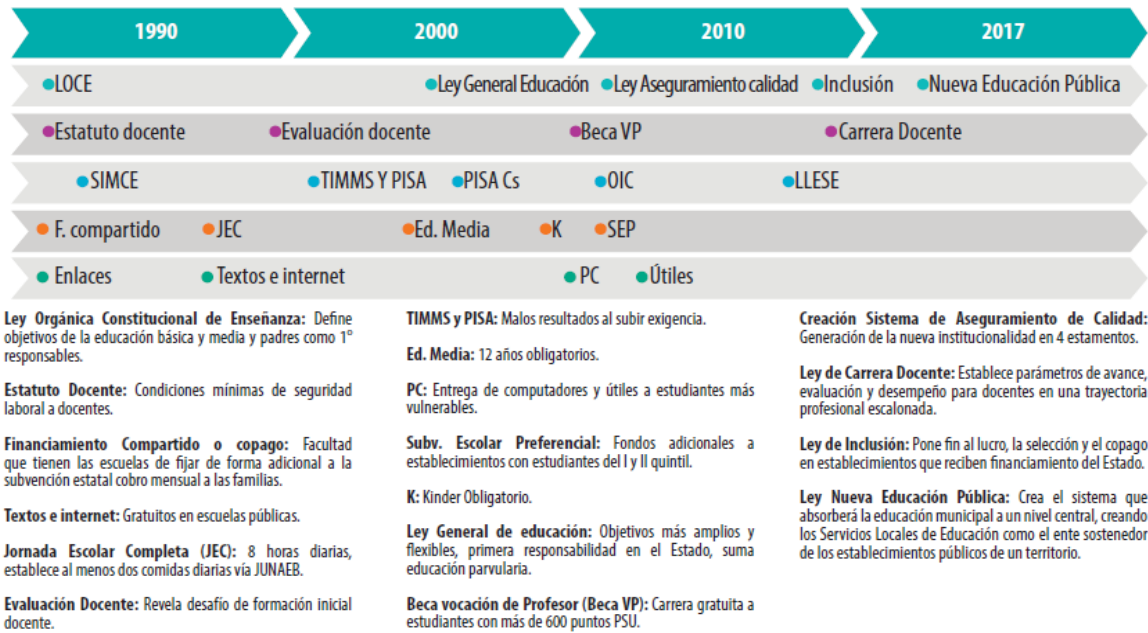 1990 2000 2010 2017
LOCE Ley General Educación Ley Aseguramiento calidad Inclusión Nueva Educación Pública
Estatuto docente Evaluación docente Beca VP Carrera Docente
SIMCE TIMMS Y PISA PISA Cs OIC LLESE
F. compartido JEC Ed. Media K SEP
Enlaces Textos e internet PC Útiles
Ley Orgánica Constitucional de Enseñanza: Define
objetivos de la educación básica y media y padres como 1°
responsables.
Estatuto Docente: Condiciones mínimas de seguridad
laboral a docentes.
Financiamiento Compartido o copago: Facultad
que tienen las escuelas de fijar de forma adicional a la
subvención estatal cobro mensual a las familias.
Textos e internet: Gratuitos en escuelas públicas.
Jornada Escolar Completa (JEC): 8 horas diarias,
establece al menos dos comidas diarias vía JUNAEB.
Evaluación Docente: Revela desafío de formación inicial
docente.
TIMMS y PISA: Malos resultados al subir exigencia.
Ed. Media: 12 años obligatorios.
PC: Entrega de computadores y útiles a estudiantes más
vulnerables.
Subv. Escolar Preferencial: Fondos adicionales a
establecimientos con estudiantes del I y II quintil.
K: Kinder Obligatorio.
Ley General de educación: Objetivos más amplios y
flexibles, primera responsabilidad en el Estado, suma
educación parvularia.
Beca vocación de Profesor (Beca VP): Carrera gratuita a
estudiantes con más de 600 puntos PSU.
Creación Sistema de Aseguramiento de Calidad:
Generación de la nueva institucionalidad en 4 estamentos.
Ley de Carrera Docente: Establece parámetros de avance,
evaluación y desempeño para docentes en una trayectoria
profesional escalonada.
Ley de Inclusión: Pone fin al lucro, la selección y el copago
en establecimientos que reciben financiamiento del Estado.
Ley Nueva Educación Pública: Crea el sistema que
absorberá la educación municipal a un nivel central, creando
los Servicios Locales de Educación como el ente sostenedor
de los establecimientos públicos de un territorio.